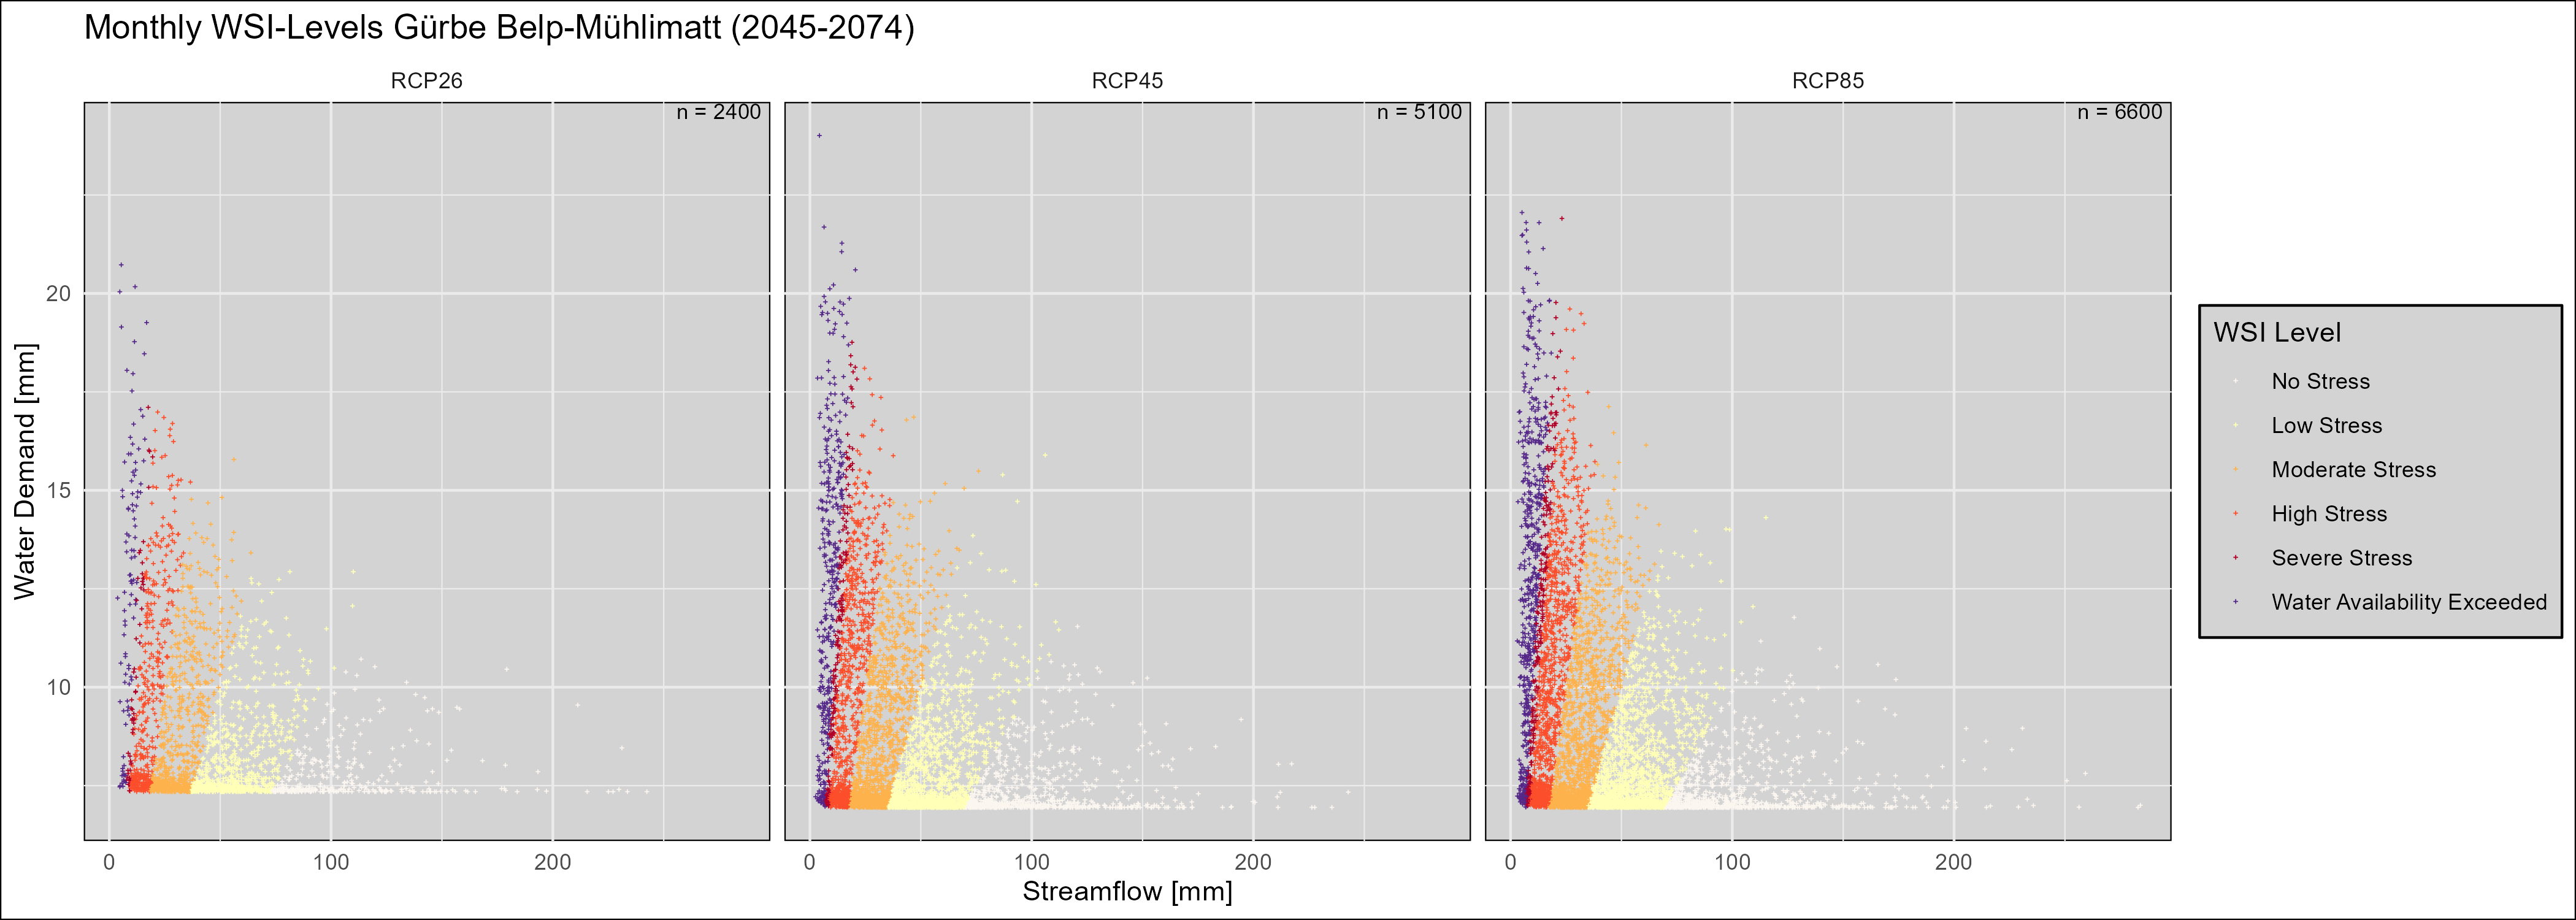 Monthly WSI-Levels Gürbe Belp-Mühlimatt (2045-2074)
RCP26 RCP45 RCP85
n = 2400 n = 5100 n = 6600
Water Demand [mm]
20
15
10
0 100 200 0 100 200 0 100 200
Streamflow [mm]
WSI Level
No Stress
Low Stress
Moderate Stress
High Stress
Severe Stress
Water Availability Exceeded